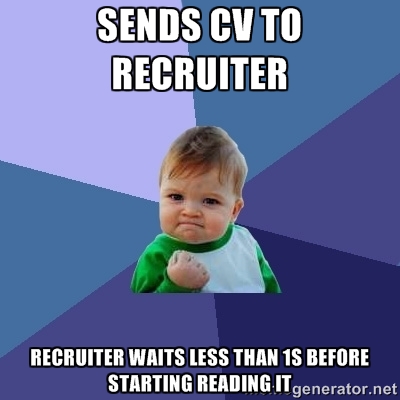 SENDS CV TO
RECRUITER
RECRUITER WAITS LESS THAN 1S BEFORE
STARTING READING IT
generator.net